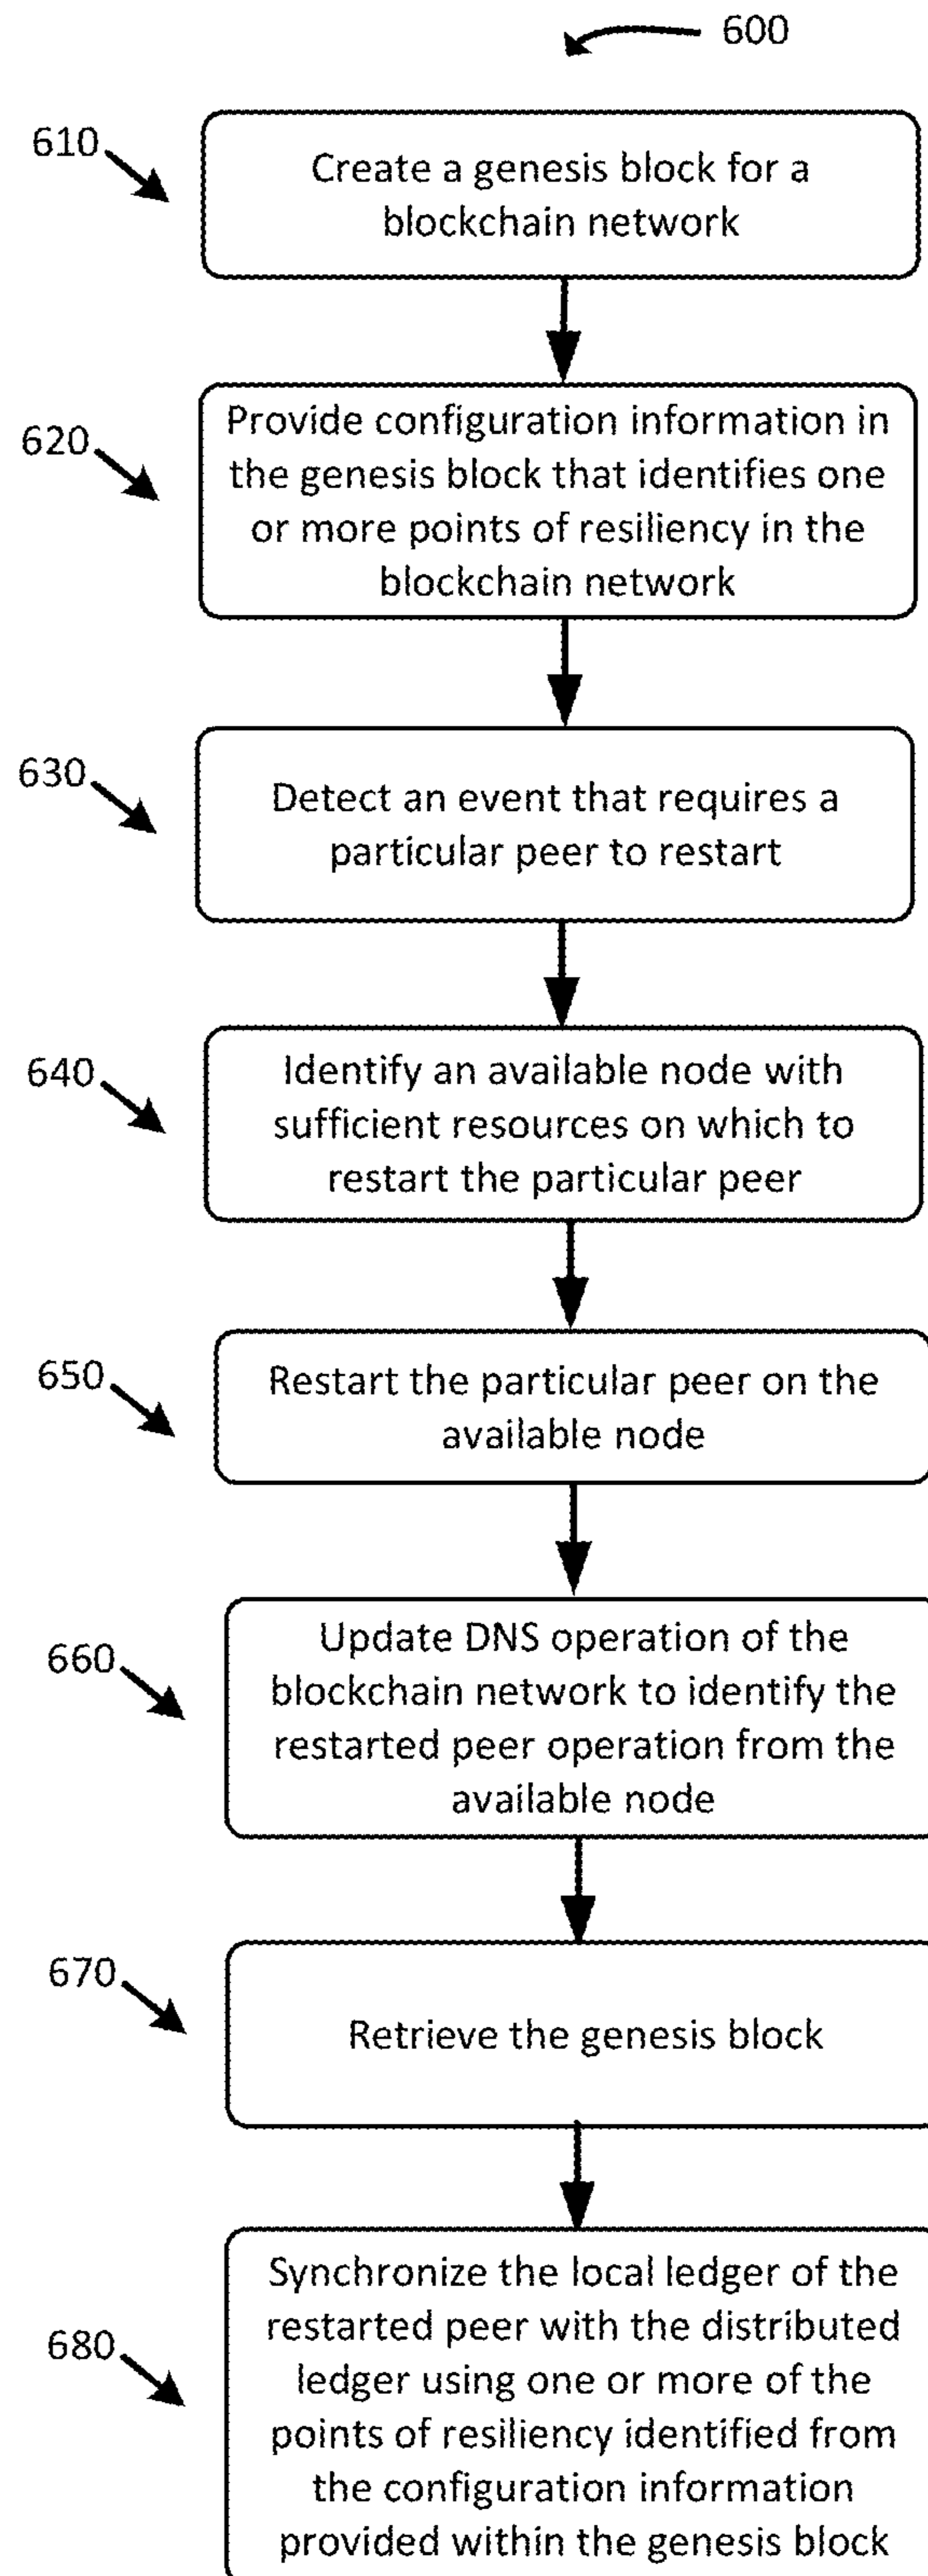 600
610
Create a genesis block for a
blockchain network
620
Provide configuration information in
the genesis block that identifies one
or more points of resiliency in the
blockchain network
630
Detect an event that requires a
particular peer to restart
640
Identify an available node with
sufficient resources on which to
restart the particular peer
650
Restart the particular peer on the
available node
660
Update DNS operation of the
blockchain network to identify the
restarted peer operation from the
available node
670
Retrieve the genesis block
680
Synchronize the local ledger of the
restarted peer with the distributed
ledger using one or more of the
points of resiliency identified from
the configuration information
provided within the genesis block